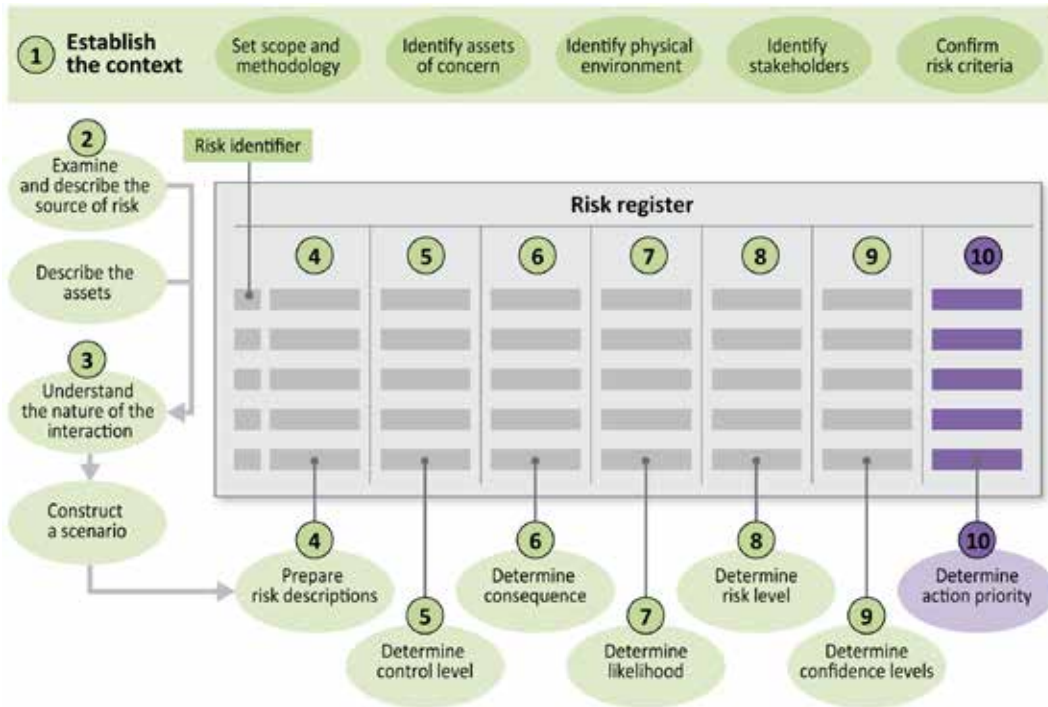 1
Establish
the context
Set scope and
methodology
Identify assets
of concern
Identify physical
environment
Identify
stakeholders
Confirm
risk criteria
2
Examine
and describe the
source of risk
Describe the
assets
3
Understand
the nature of the
interaction
Construct
a scenario
Risk identifier
Risk register
4
5
6
7
8
9
10
4
Prepare
risk descriptions
5
Determine
control level
6
Determine
consequence
7
Determine
likelihood
8
Determine
risk level
9
Determine
confidence levels
10
Determine
action priority